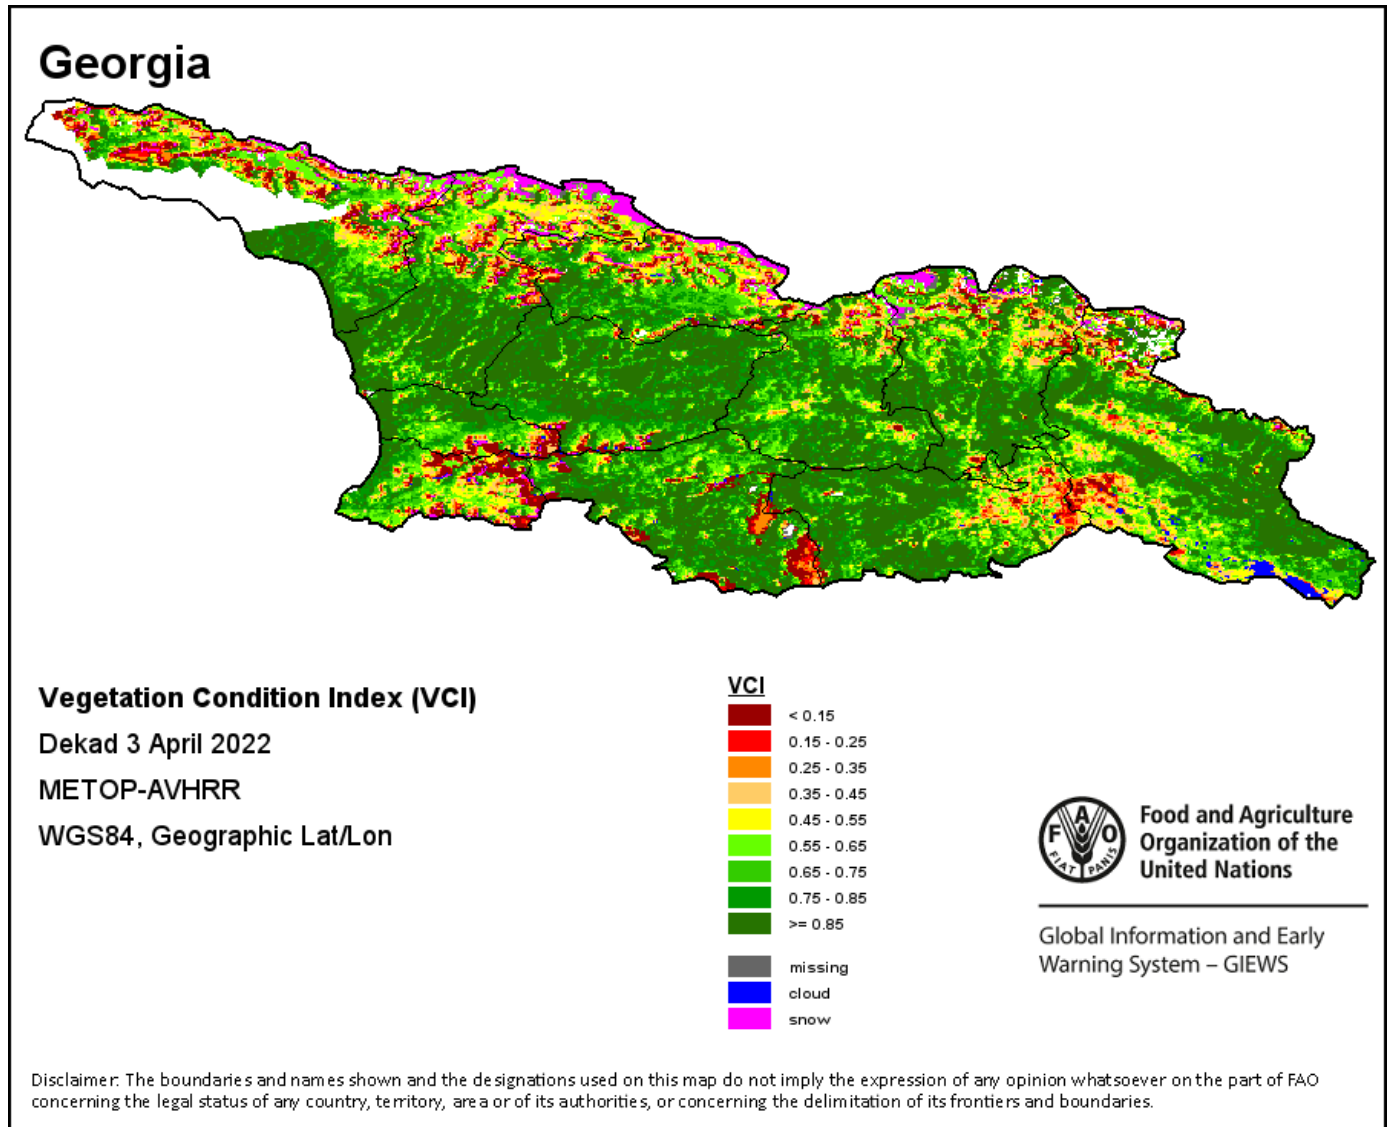 Georgia
Vegetation Condition Index (VCI)
Dekad 3 April 2022
METOP-AVHRR
WGS84, Geographic Lat/Lon
VCI
< 0.15
0.15 - 0.25
0.25 - 0.35
0.35 - 0.45
0.45 - 0.55
0.55 - 0.65
0.65 - 0.75
0.75 - 0.85
>= 0.85
missing
cloud
snow
F A O
FIAT PANIS
Food and Agriculture
Organization of the
United Nations
Global Information and Early
Warning System – GIEWS
Disclaimer: The boundaries and names shown and the designations used on this map do not imply the expression of any opinion whatsoever on the part of FAO
concerning the legal status of any country, territory, area or of its authorities, or concerning the delimitation of its frontiers and boundaries.